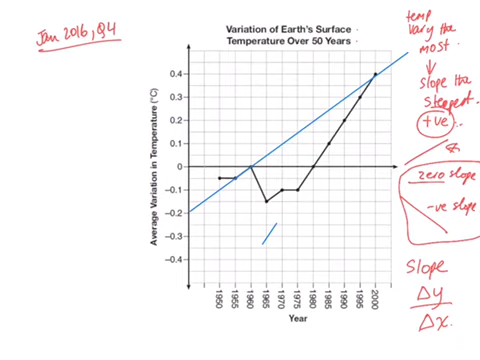 Jan 2016, Q4
Variation of Earth's Surface
Temperature Over 50 Years
Average Variation in Temperature (°C)
0.4
0.3
0.2
0.1
0
−0.1
−0.2
−0.3
−0.4
1950
1955
1960
1965
1970
1975
1980
1985
1990
1995
2000
Year
temp
vary the
most.
↓
slope the
steepest.
+ve
zero slope
-ve slope
slope
Δy
Δx.